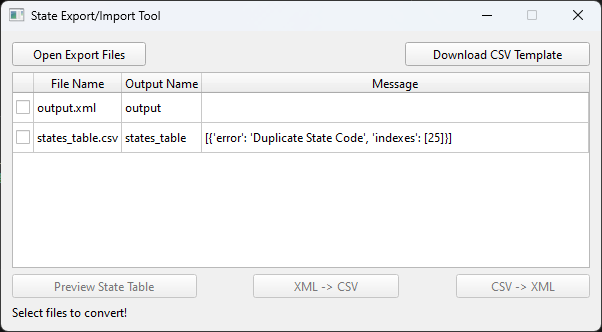 State Export/Import Tool
Open Export Files
Download CSV Template
File Name Output Name Message
output.xml output
states_table.csv states_table [{'error': 'Duplicate State Code', 'indexes': [25]}]
Preview State Table
XML -> CSV
CSV -> XML
Select files to convert!